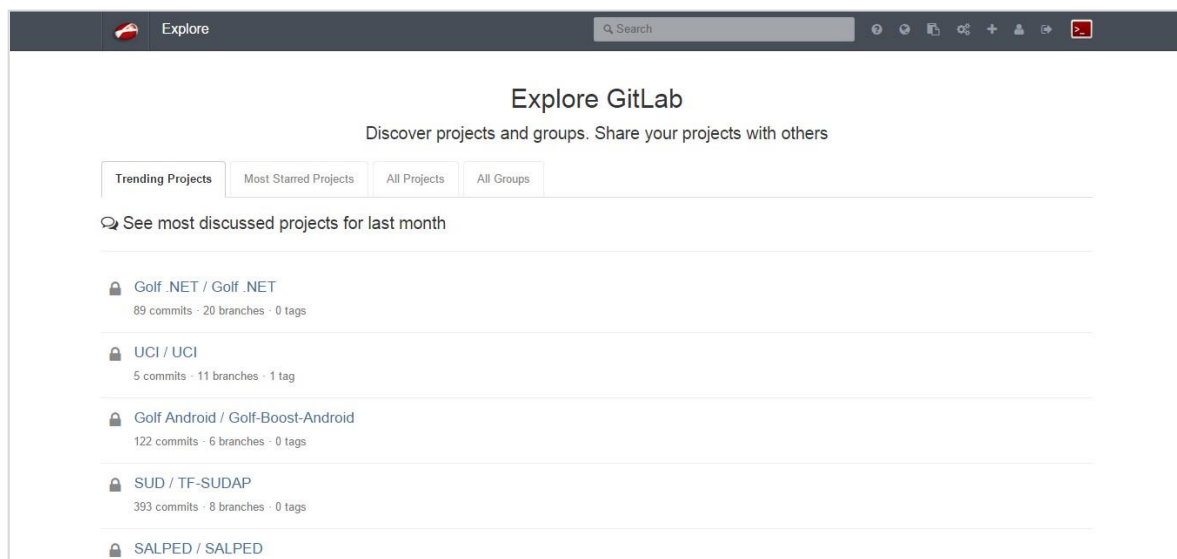 Explore
Search
>_
Explore GitLab
Discover projects and groups. Share your projects with others
Trending Projects
Most Starred Projects
All Projects
All Groups
See most discussed projects for last month
Golf .NET / Golf .NET
89 commits · 20 branches · 0 tags
UCI / UCI
5 commits · 11 branches · 1 tag
Golf Android / Golf-Boost-Android
122 commits · 6 branches · 0 tags
SUD / TF-SUDAP
393 commits · 8 branches · 0 tags
SALPED / SALPED